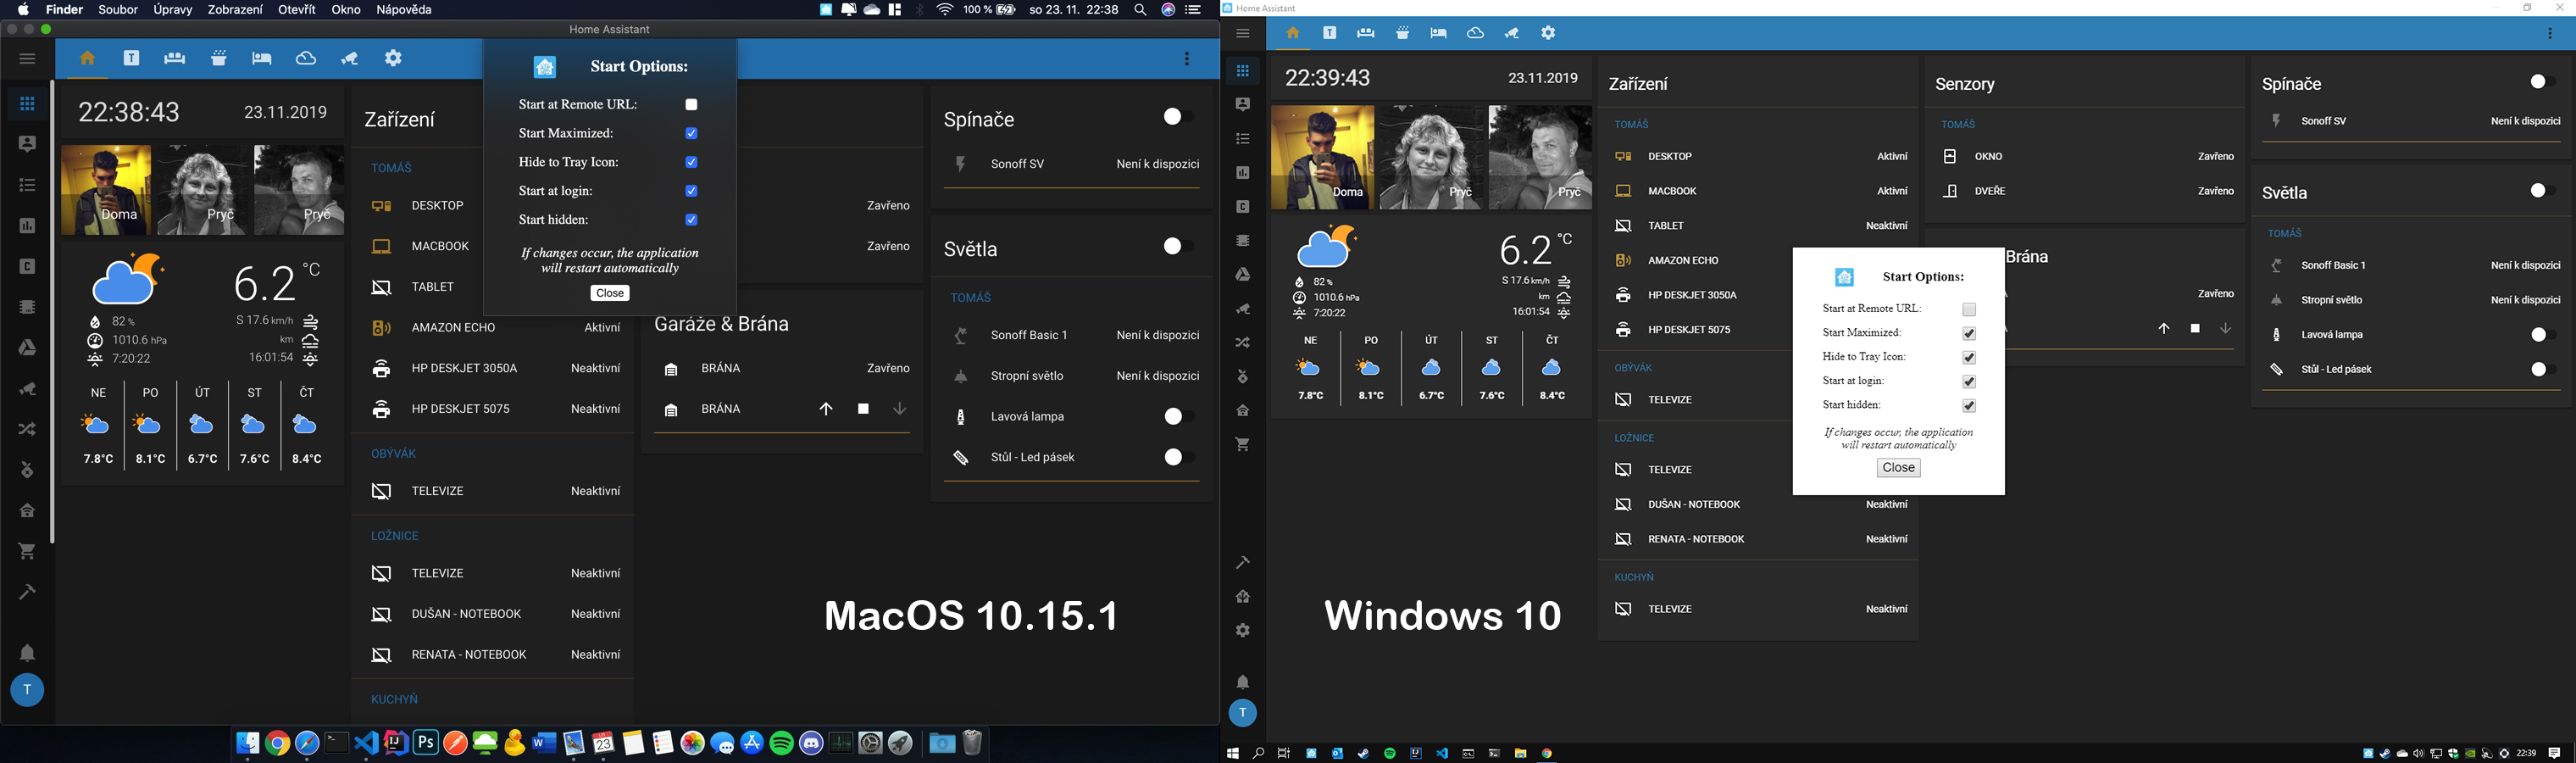 Finder Soubor Úpravy Zobrazení Otevřít Okno Nápověda 100 % so 23. 11. 22:38
Home Assistant
T
22:38:43 23.11.2019
Doma Pryč Pryč
6.2 °C
82 % S 17.6 km/h
1010.6 hPa km
7:20:22 16:01:54
NE PO ÚT ST ČT
7.8°C 8.1°C 6.7°C 7.6°C 8.4°C
Zařízení
TOMÁŠ
DESKTOP
MACBOOK
TABLET
AMAZON ECHO Aktivní
HP DESKJET 3050A Neaktivní
HP DESKJET 5075 Neaktivní
OBÝVÁK
TELEVIZE Neaktivní
LOŽNICE
TELEVIZE Neaktivní
DUŠAN - NOTEBOOK Neaktivní
RENATA - NOTEBOOK Neaktivní
KUCHYŇ
Start Options:
Start at Remote URL:
Start Maximized:
Hide to Tray Icon:
Start at login:
Start hidden:
If changes occur, the application
will restart automatically
Close
Zavřeno
Zavřeno
Garáže & Brána
BRÁNA Zavřeno
BRÁNA
Spínače
Sonoff SV Není k dispozici
Světla
TOMÁŠ
Sonoff Basic 1 Není k dispozici
Stropní světlo Není k dispozici
Lavová lampa
Stůl - Led pásek
MacOS 10.15.1
C
T
IJ Ps 23 W
Home Assistant
T
22:39:43 23.11.2019
Doma Pryč Pryč
6.2 °C
82 % S 17.6 km/h
1010.6 hPa km
7:20:22 16:01:54
NE PO ÚT ST ČT
7.8°C 8.1°C 6.7°C 7.6°C 8.4°C
Zařízení
TOMÁŠ
DESKTOP Aktivní
MACBOOK Aktivní
TABLET Neaktivní
AMAZON ECHO
HP DESKJET 3050A
HP DESKJET 5075
OBÝVÁK
TELEVIZE
LOŽNICE
TELEVIZE
DUŠAN - NOTEBOOK Neaktivní
RENATA - NOTEBOOK Neaktivní
KUCHYŇ
TELEVIZE Neaktivní
Senzory
TOMÁŠ
OKNO Zavřeno
DVEŘE Zavřeno
Brána
Zavřeno
Start Options:
Start at Remote URL:
Start Maximized:
Hide to Tray Icon:
Start at login:
Start hidden:
If changes occur, the application
will restart automatically
Close
Spínače
Sonoff SV Není k dispozici
Světla
TOMÁŠ
Sonoff Basic 1 Není k dispozici
Stropní světlo Není k dispozici
Lavová lampa
Stůl - Led pásek
Windows 10
C
T
22:39